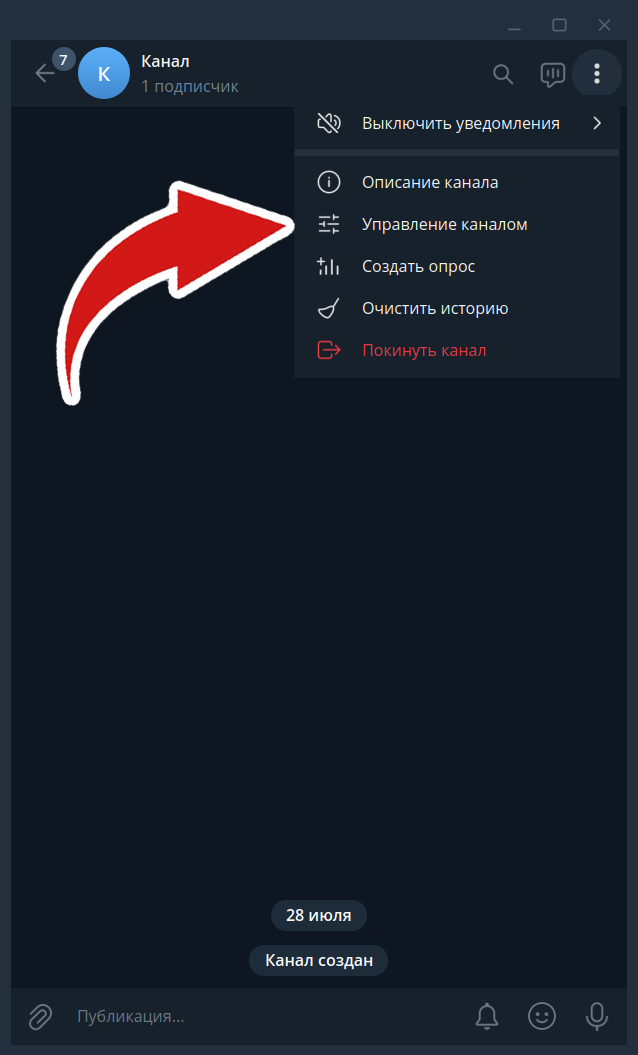 7
К
Канал
1 подписчик
Выключить уведомления
Описание канала
Управление каналом
Создать опрос
Очистить историю
Покинуть канал
28 июля
Канал создан
Публикация...